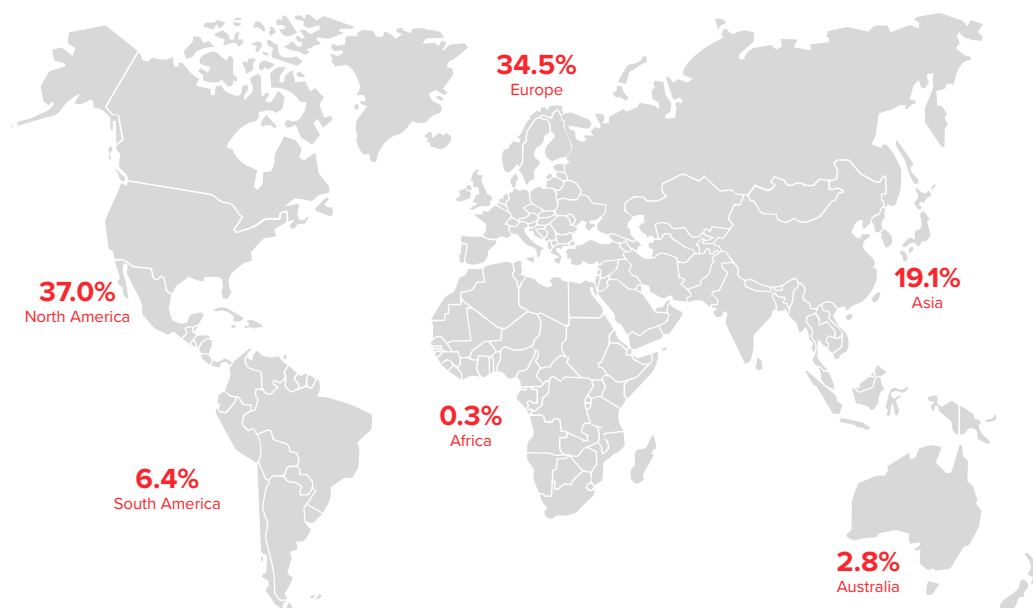 34.5%
Europe
37.0%
North America
19.1%
Asia
0.3%
Africa
6.4%
South America
2.8%
Australia